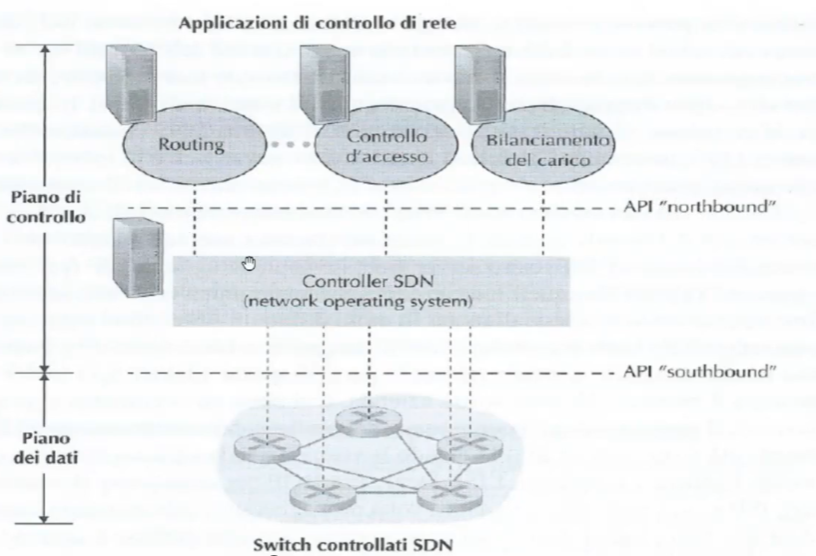 Applicazioni di controllo di rete
Routing
Controllo
d'accesso
Bilanciamento
del carico
Piano di
controllo
API "northbound"
Controller SDN
(network operating system)
API "southbound"
Piano
dei dati
Switch controllati SDN